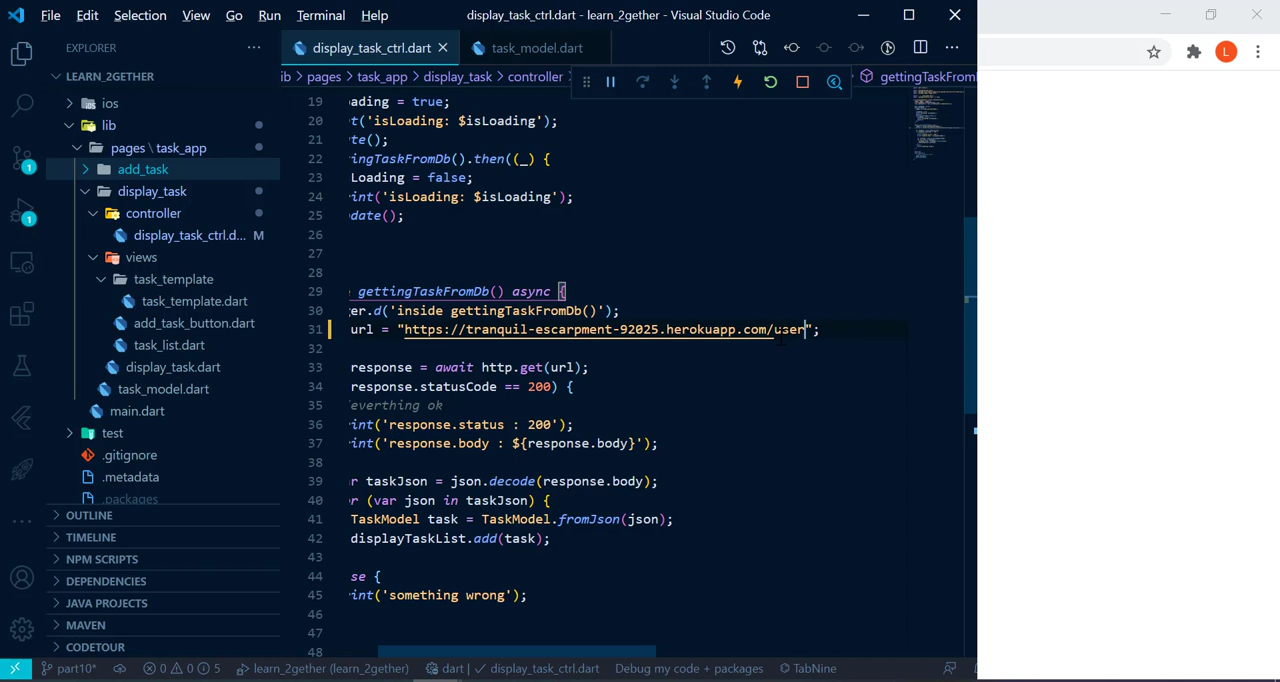 File Edit Selection View Go Run Terminal Help
display_task_ctrl.dart - learn_2gether - Visual Studio Code
EXPLORER
display_task_ctrl.dart
task_model.dart
LEARN_2GETHER
ib > pages > task_app > display_task > controller >
gettingTaskFrom
ios
lib
pages \ task_app
add_task
display_task
controller
display_task_ctrl.d... M
views
task_template
task_template.dart
add_task_button.dart
task_list.dart
display_task.dart
task_model.dart
main.dart
test
.gitignore
.metadata
.packages
OUTLINE
TIMELINE
NPM SCRIPTS
DEPENDENCIES
JAVA PROJECTS
MAVEN
CODETOUR
1
1
19 ading = true;
20 t('isLoading: $isLoading');
21 te();
22 ingTaskFromDb().then((_) {
23 Loading = false;
24 int('isLoading: $isLoading');
25 date();
26
27
28
29 gettingTaskFromDb() async {
30 ger.d('inside gettingTaskFromDb()');
31 url = "https://tranquil-escarpment-92025.herokuapp.com/user";
32
33 response = await http.get(url);
34 response.statusCode == 200) {
35 everthing ok
36 int('response.status : 200');
37 int('response.body : ${response.body}');
38
39 r taskJson = json.decode(response.body);
40 r (var json in taskJson) {
41 TaskModel task = TaskModel.fromJson(json);
42 displayTaskList.add(task);
43
44 se {
45 int('something wrong');
46
47
48
part10* 0 0 5 learn_2gether (learn_2gether) dart | display_task_ctrl.dart Debug my code + packages TabNine
L